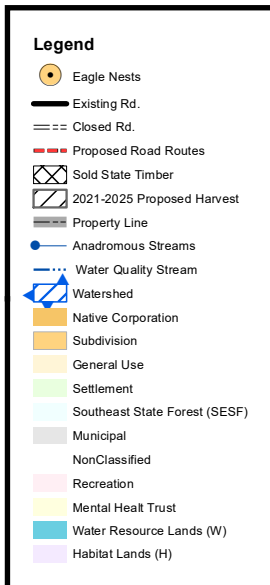 Legend
Eagle Nests
Existing Rd.
Closed Rd.
Proposed Road Routes
Sold State Timber
2021-2025 Proposed Harvest
Property Line
Anadromous Streams
Water Quality Stream
Watershed
Native Corporation
Subdivision
General Use
Settlement
Southeast State Forest (SESF)
Municipal
NonClassified
Recreation
Mental Healt Trust
Water Resource Lands (W)
Habitat Lands (H)